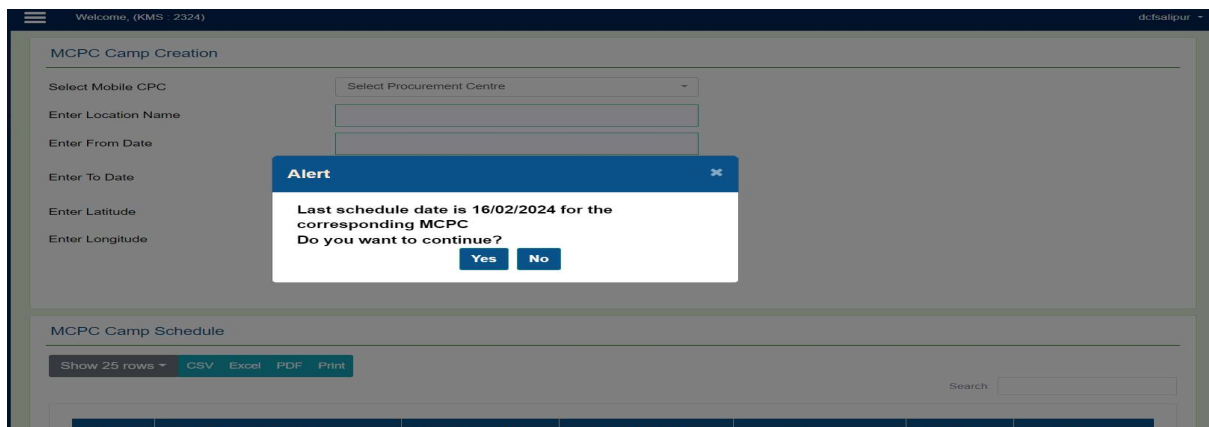 Welcome, (KMS : 2324)
dcfsalipur
MCPC Camp Creation
Select Mobile CPC
Select Procurement Centre
Enter Location Name
Enter From Date
Enter To Date
Enter Latitude
Enter Longitude
Alert
Last schedule date is 16/02/2024 for the
corresponding MCPC
Do you want to continue?
Yes No
MCPC Camp Schedule
Show 25 rows CSV Excel PDF Print
Search